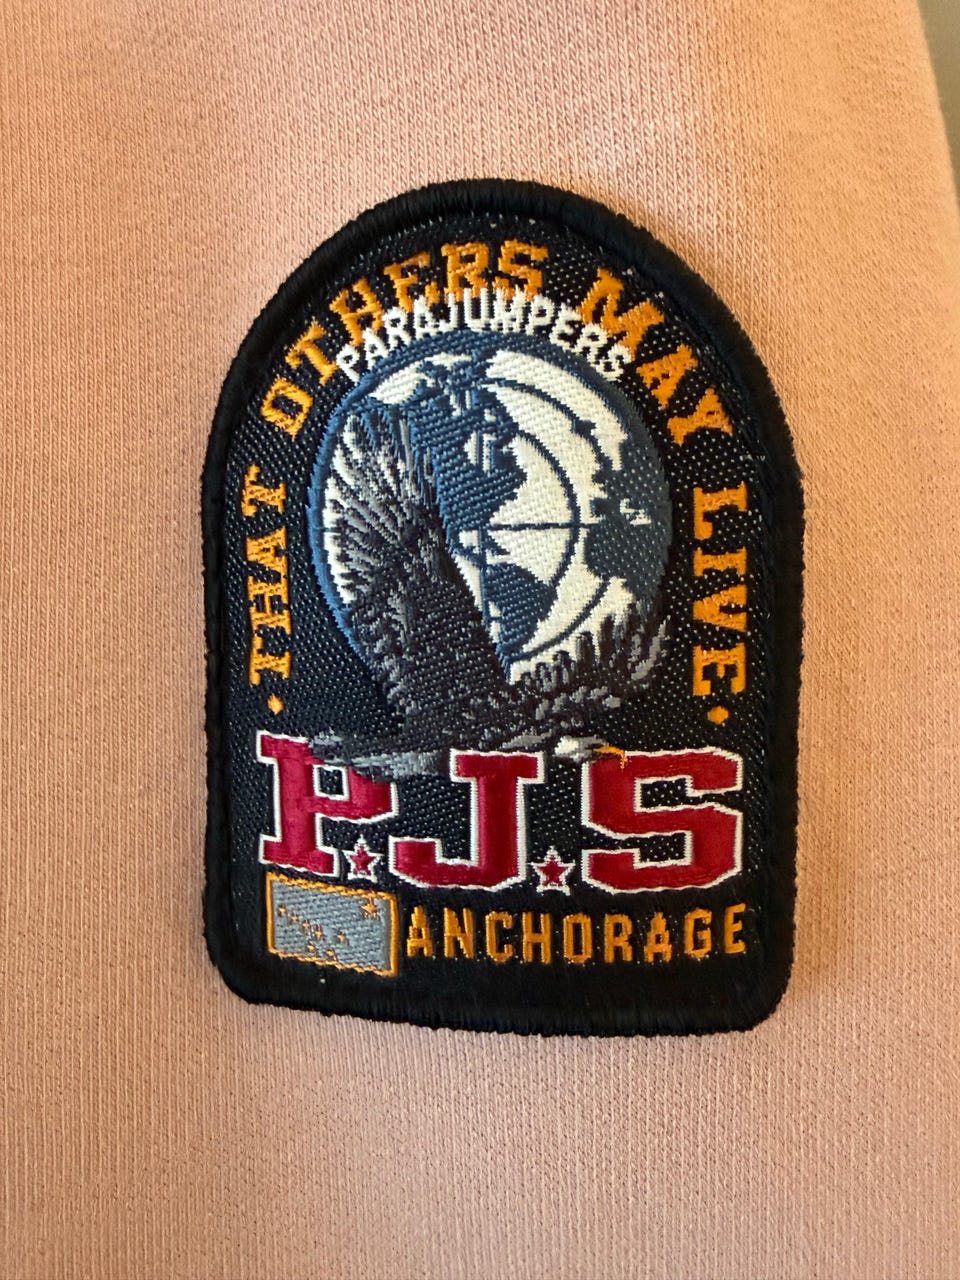 • THAT OTHERS MAY LIVE •
PARAJUMPERS
P.J.S
ANCHORAGE